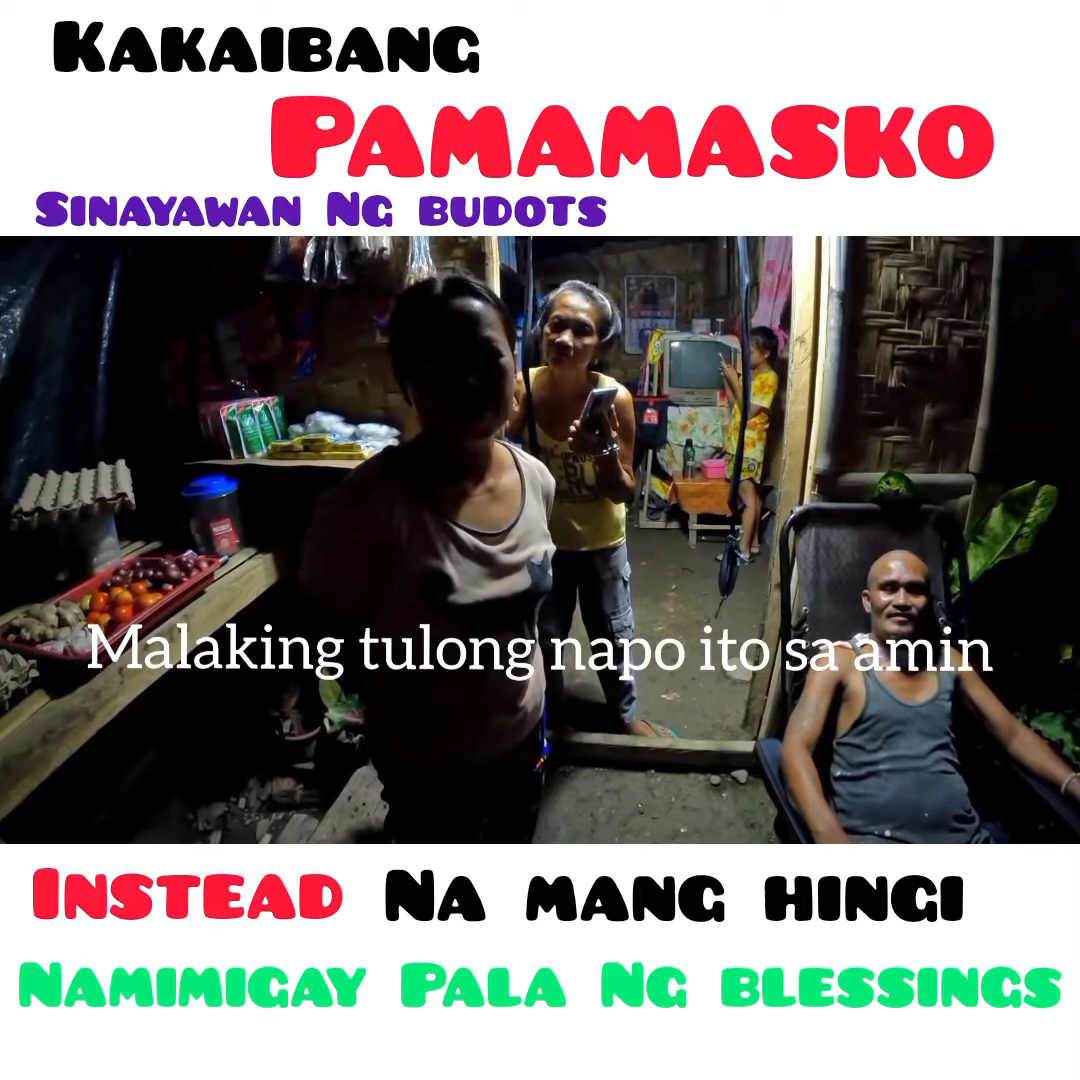 KAKAIBANG
PAMAMASKO
SINAYAWAN NG BUDOTS
Malaking tulong napo ito sa amin
INSTEAD NA MANG HINGI
NAMIMIGAY PALA NG BLESSINGS